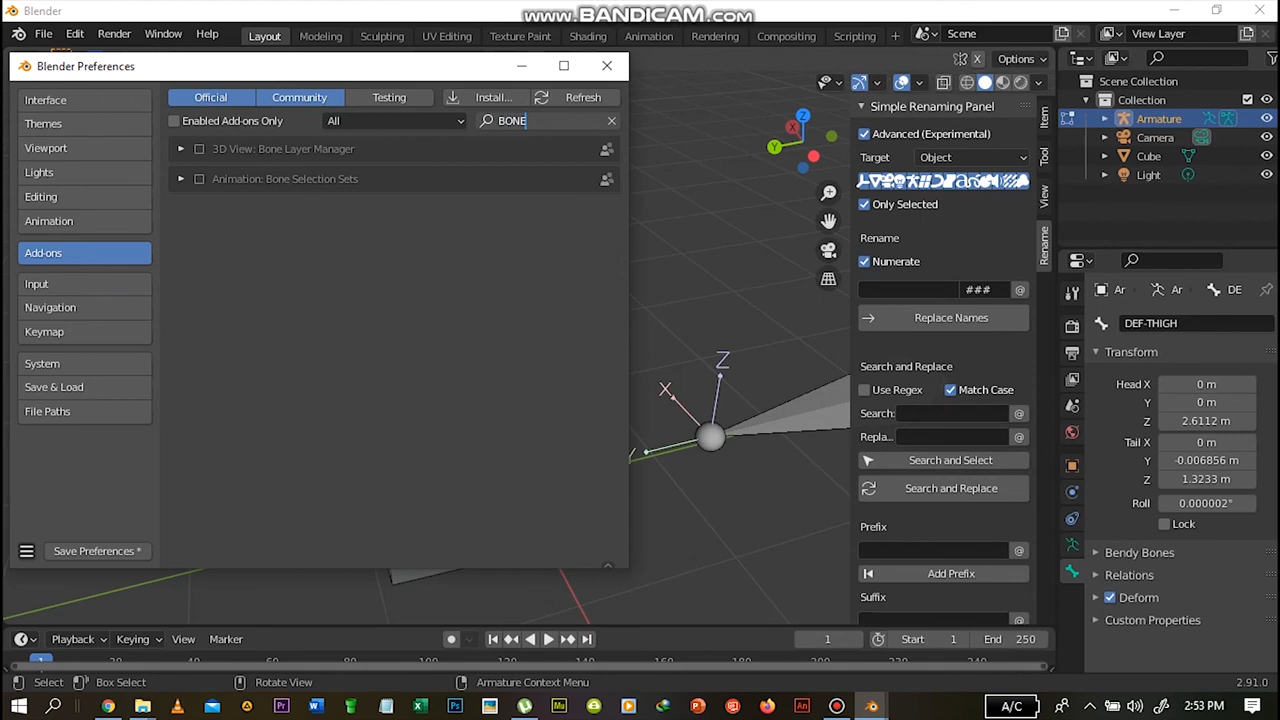 www.BANDICAM.com
File Edit Render Window Help Layout Modeling Sculpting UV Editing Texture Paint Shading Animation Rendering Compositing Scripting + Scene View Layer
Blender Preferences
X Options
Interface
Themes
Viewport
Lights
Editing
Animation
Add-ons
Input
Navigation
Keymap
System
Save & Load
File Paths
Save Preferences *
Official Community Testing Install... Refresh
Enabled Add-ons Only All BONE
3D View: Bone Layer Manager
Animation: Bone Selection Sets
Z
X
Y
Z
X
Simple Renaming Panel
Advanced (Experimental)
Target Object
Only Selected
Rename
Numerate
### @
Replace Names
Search and Replace
Use Regex Match Case
Search: @
Repla.. @
Search and Select
Search and Replace
Prefix
@
Add Prefix
Suffix
Item
Tool
View
Rename
Scene Collection
Collection
Armature
Camera
Cube
Light
Ar Ar DE
DEF-THIGH
Transform
Head X 0 m
Y 0 m
Z 2.6112 m
Tail X 0 m
Y -0.006856 m
Z 1.3233 m
Roll 0.000002°
Lock
Bendy Bones
Relations
Deform
Custom Properties
Playback Keying View Marker 1 Start 1 End 250
1
Select Box Select Rotate View Armature Context Menu 2.91.0
A/C 2:53 PM